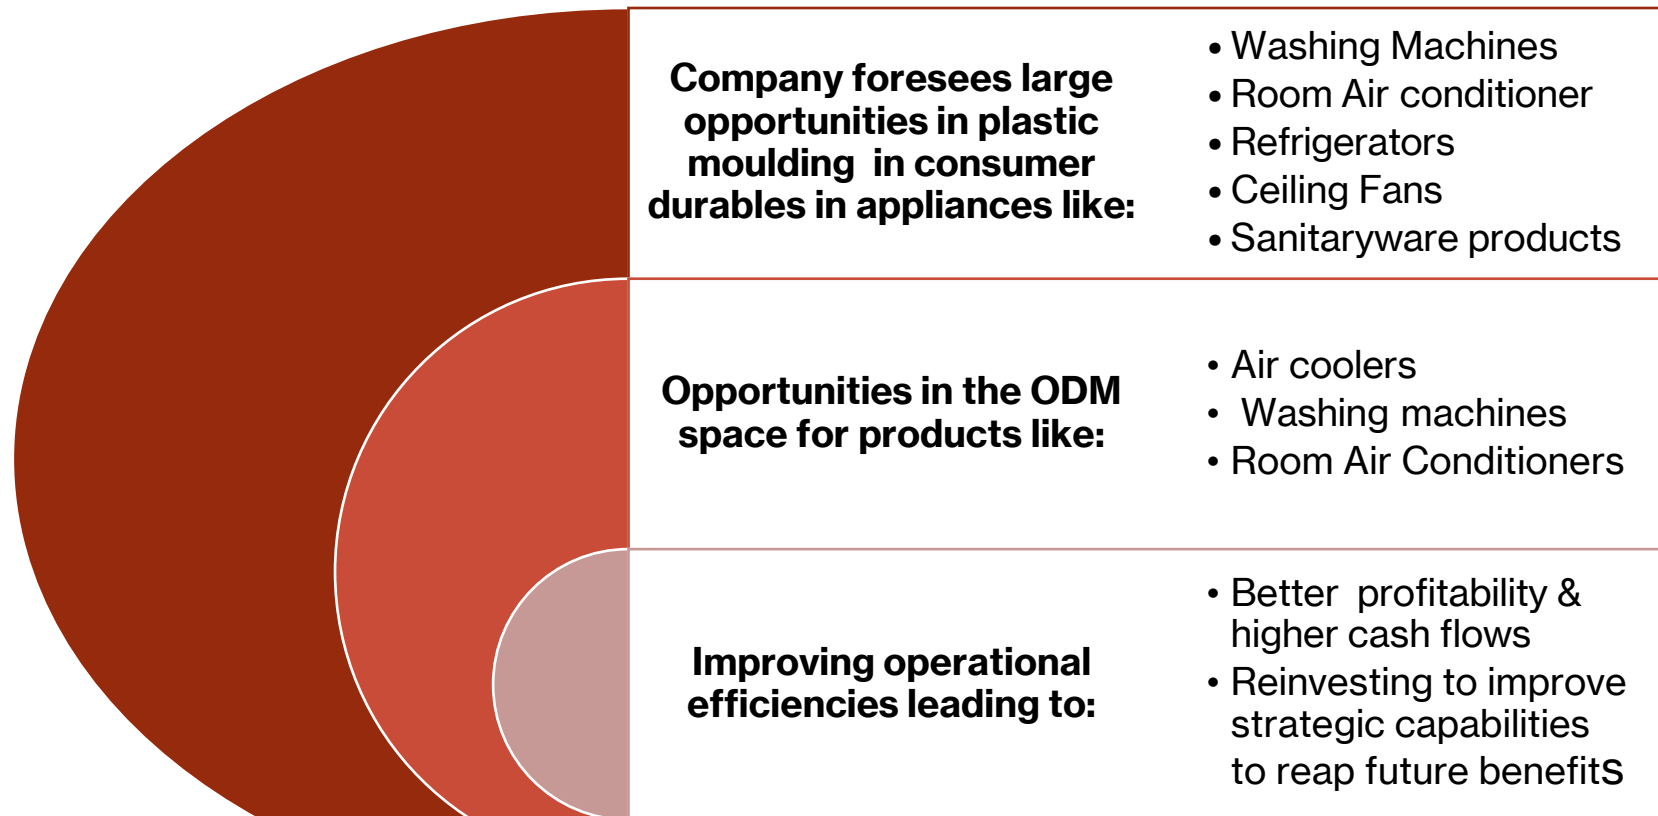 Company foresees large
opportunities in plastic
moulding  in consumer
durables in appliances like:
• Washing Machines
• Room Air conditioner
• Refrigerators
• Ceiling Fans
• Sanitaryware products
Opportunities in the ODM
space for products like:
• Air coolers
•  Washing machines
• Room Air Conditioners
Improving operational
efficiencies leading to:
• Better  profitability &
higher cash flows
• Reinvesting to improve
strategic capabilities
to reap future benefits